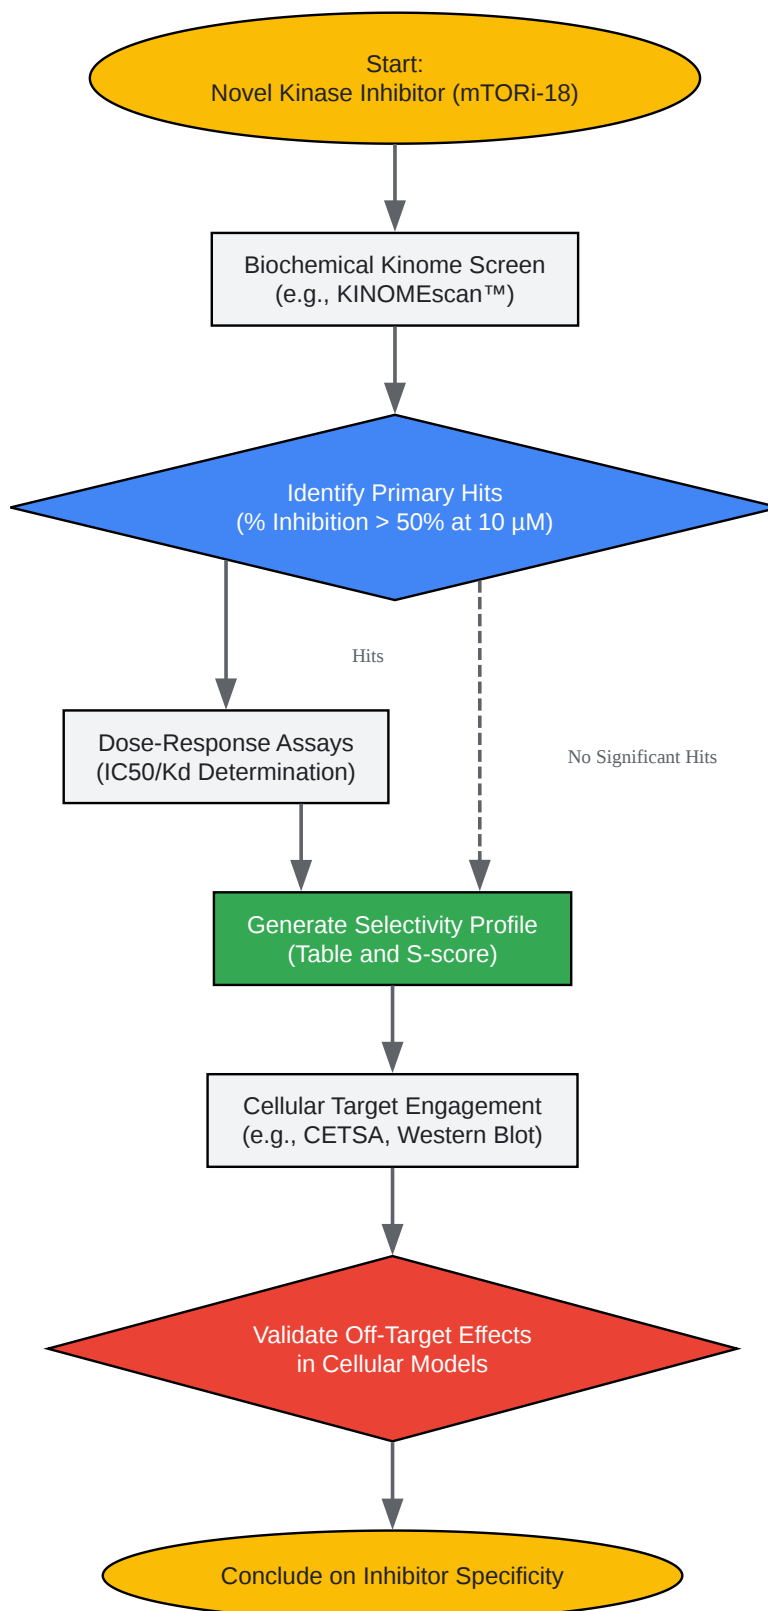 Start:
Novel Kinase Inhibitor (mTORi-18)
Biochemical Kinome Screen
(e.g., KINOMEscan™)
Identify Primary Hits
(% Inhibition > 50% at 10 µM)
Hits
Dose-Response Assays
(IC50/Kd Determination)
No Significant Hits
Generate Selectivity Profile
(Table and S-score)
Cellular Target Engagement
(e.g., CETSA, Western Blot)
Validate Off-Target Effects
in Cellular Models
Conclude on Inhibitor Specificity